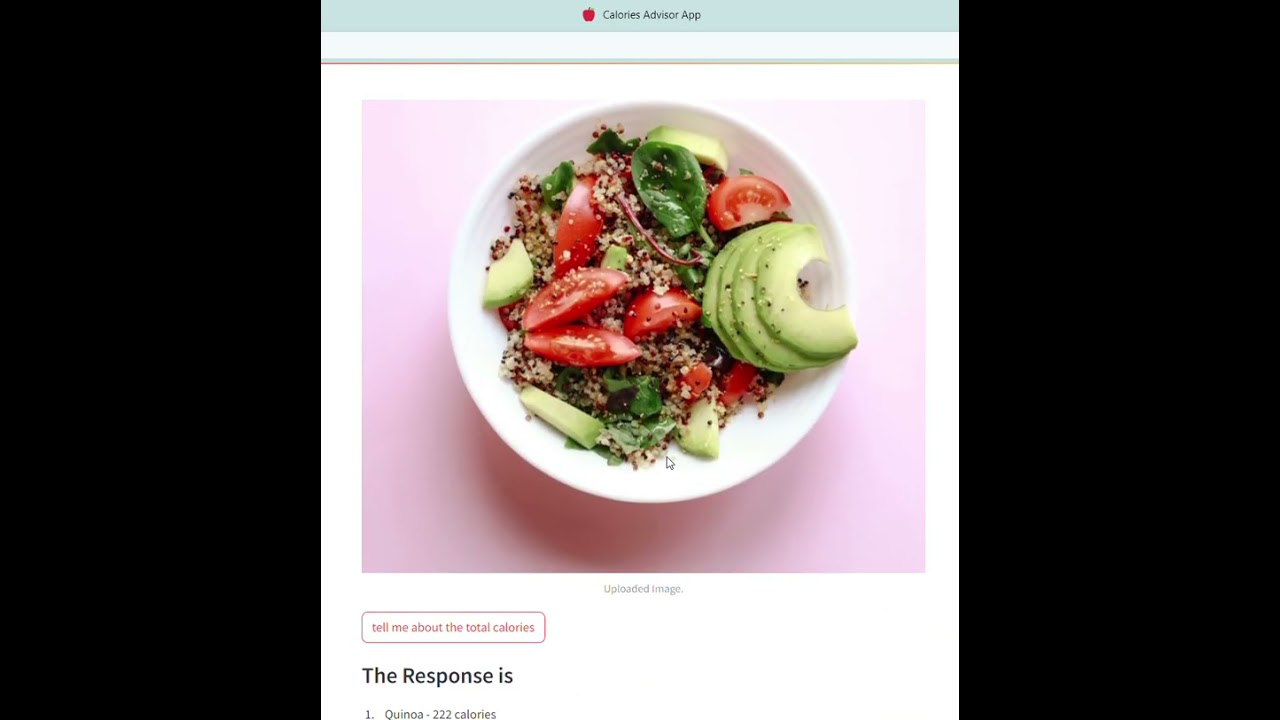 Calories Advisor App
Uploaded Image.
tell me about the total calories
The Response is
1. Quinoa - 222 calories